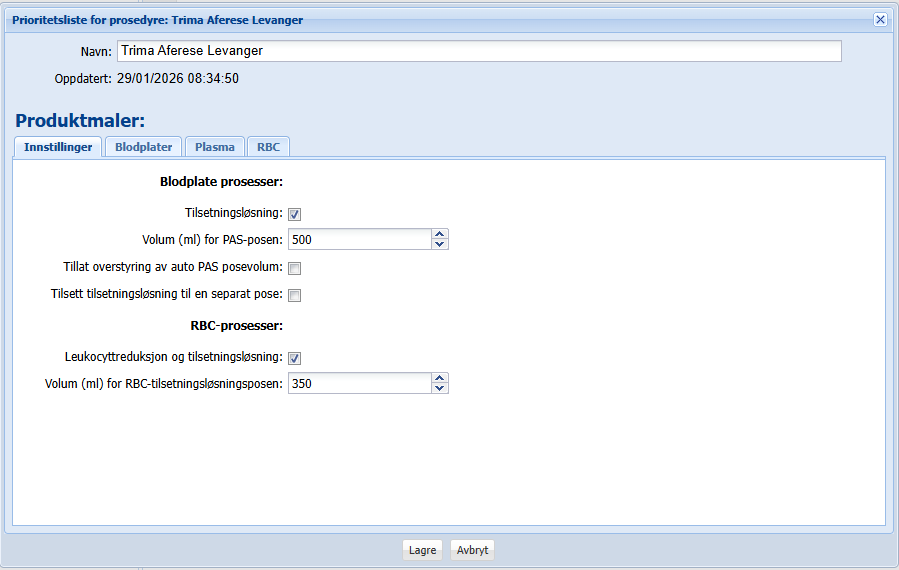 Prioritetsliste for prosedyre: Trima Aferese Levanger
Navn: Trima Aferese Levanger
Oppdatert: 29/01/2026 08:34:50
Produktmaler:
Innstillinger Blodplater Plasma RBC
Blodplate prosesser:
Tilsetningsløsning:
Volum (ml) for PAS-posen: 500
Tillat overstyring av auto PAS posevolum:
Tilsett tilsetningsløsning til en separat pose:
RBC-prosesser:
Leukocyttreduksjon og tilsetningsløsning:
Volum (ml) for RBC-tilsetningsløsningsposen: 350
Lagre Avbryt